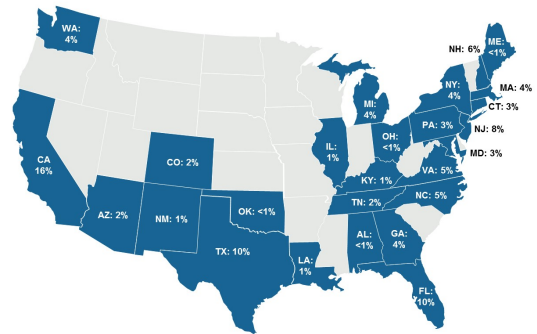 WA:
4%
ME:
<1%
NH: 6%
NY:
4%
MA: 4%
CT: 3%
MI:
4%
PA: 3%
NJ: 8%
OH:
<1%
MD: 3%
IL:
1%
CA
16%
CO: 2%
VA: 5%
KY: 1%
NC: 5%
TN: 2%
AZ: 2%
NM: 1%
OK: <1%
AL:
<1%
GA:
4%
TX: 10%
LA:
1%
FL:
10%